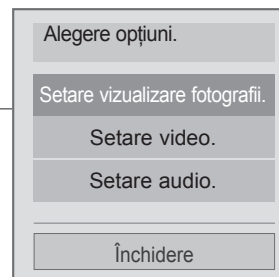 Alegere opțiuni.
Setare vizualizare fotografii.
Setare video.
Setare audio.
Închidere